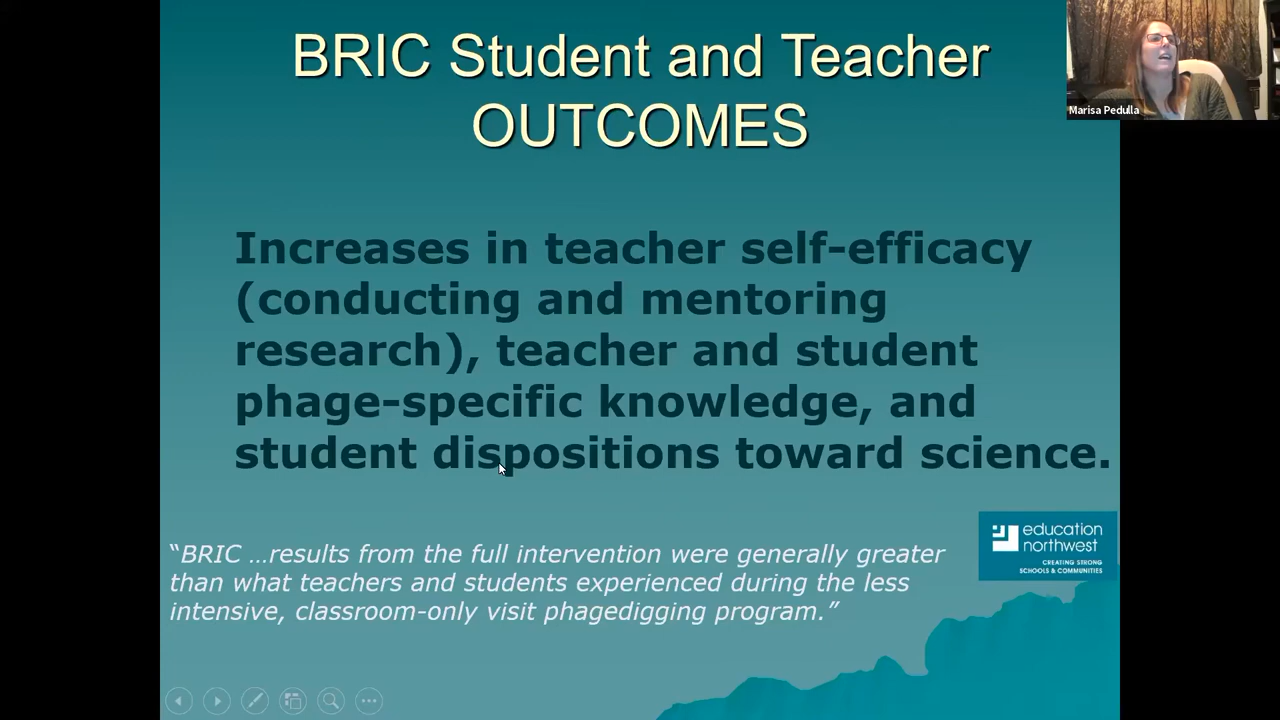 BRIC Student and Teacher
OUTCOMES
Marisa Pedulla
Increases in teacher self-efficacy
(conducting and mentoring
research), teacher and student
phage-specific knowledge, and
student dispositions toward science.
“BRIC …results from the full intervention were generally greater
than what teachers and students experienced during the less
intensive, classroom-only visit phagedigging program.”
education
northwest
CREATING STRONG
SCHOOLS & COMMUNITIES